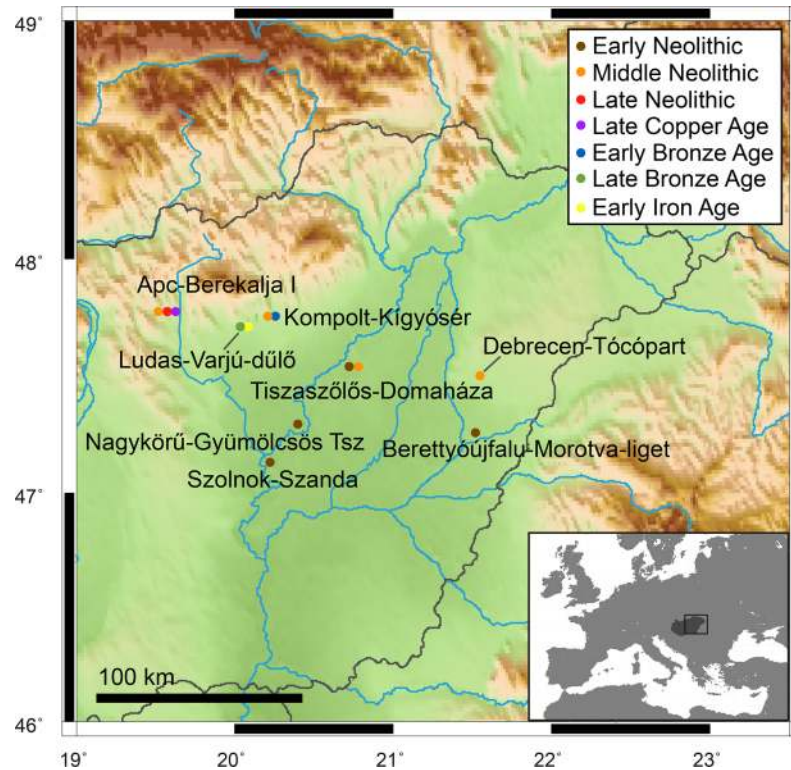 49˚
Early Neolithic
Middle Neolithic
Late Neolithic
Late Copper Age
Early Bronze Age
Late Bronze Age
Early Iron Age
48˚
Apc-Berekalja I
Kompolt-Kigyósér
Ludas-Varjú-dűlő
Debrecen-Tócópart
Tiszaszőlős-Domaháza
Nagykörű-Gyümölcsös Tsz
Berettyóújfalu-Morotva-liget
Szolnok-Szanda
47˚
100 km
46˚
19˚ 20˚ 21˚ 22˚ 23˚